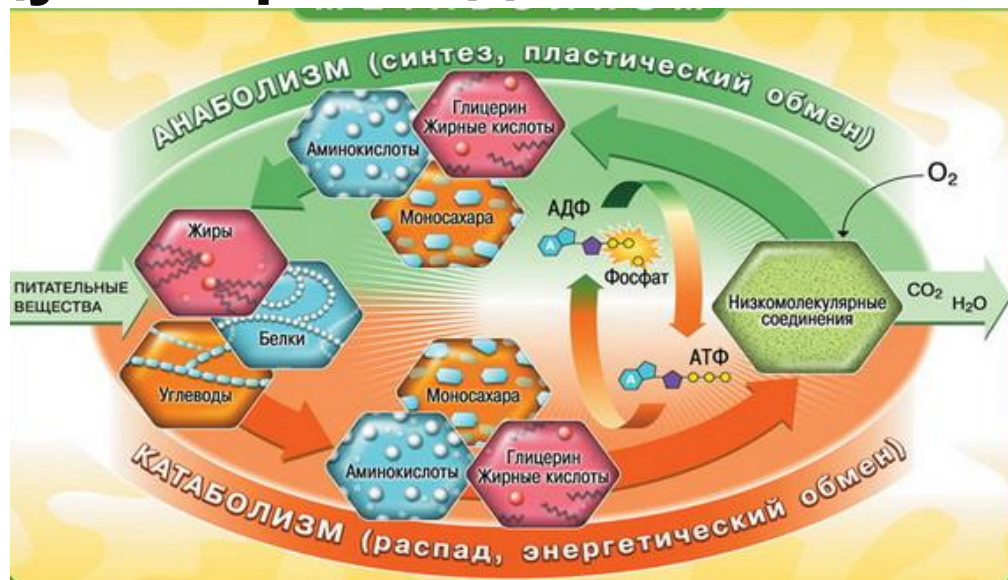 МЕТАБОЛИЗМ
АНАБОЛИЗМ (синтез, пластический обмен)
Глицерин
Жирные кислоты
Аминокислоты
Моносахара
O2
АДФ
Фосфат
Жиры
ПИТАТЕЛЬНЫЕ
ВЕЩЕСТВА
Белки
Углеводы
Низкомолекулярные
соединения
CO2
H2O
А
АТФ
А
Моносахара
Аминокислоты
Глицерин
Жирные кислоты
КАТАБОЛИЗМ (распад, энергетический обмен)